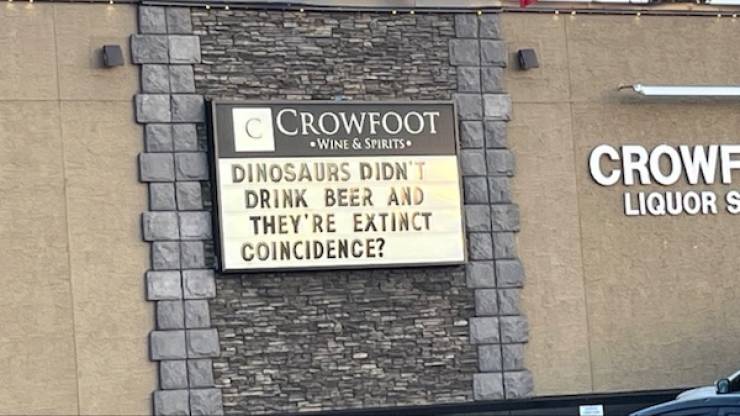 C CROWFOOT
•WINE & SPIRITS•
DINOSAURS DIDN'T
DRINK BEER AND
THEY'RE EXTINCT
COINCIDENCE?
CROWF
LIQUOR S